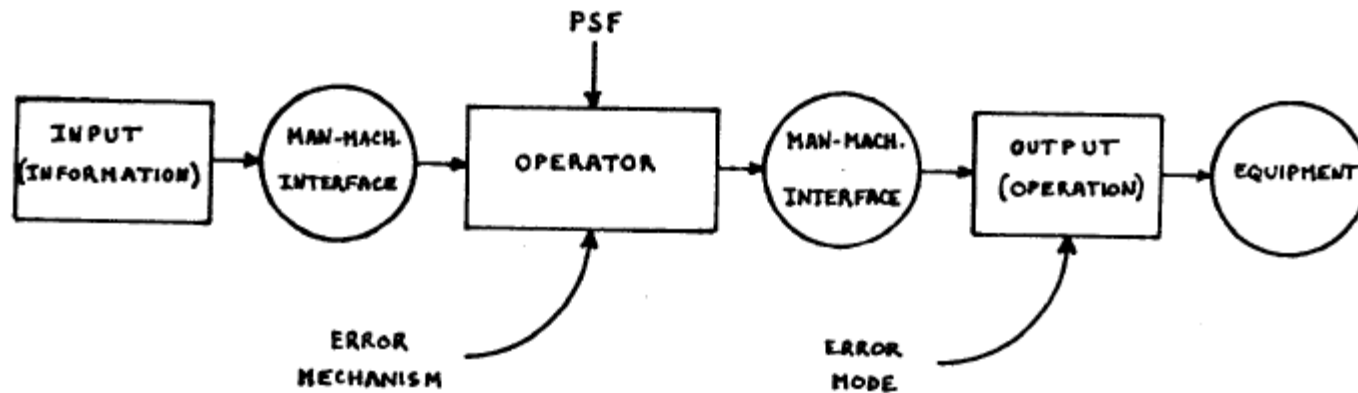 PSF
INPUT
(INFORMATION)
MAN-MACH.
INTERFACE
OPERATOR
MAN-MACH.
INTERFACE
OUTPUT
(OPERATION)
EQUIPMENT
ERROR
MECHANISM
ERROR
MODE